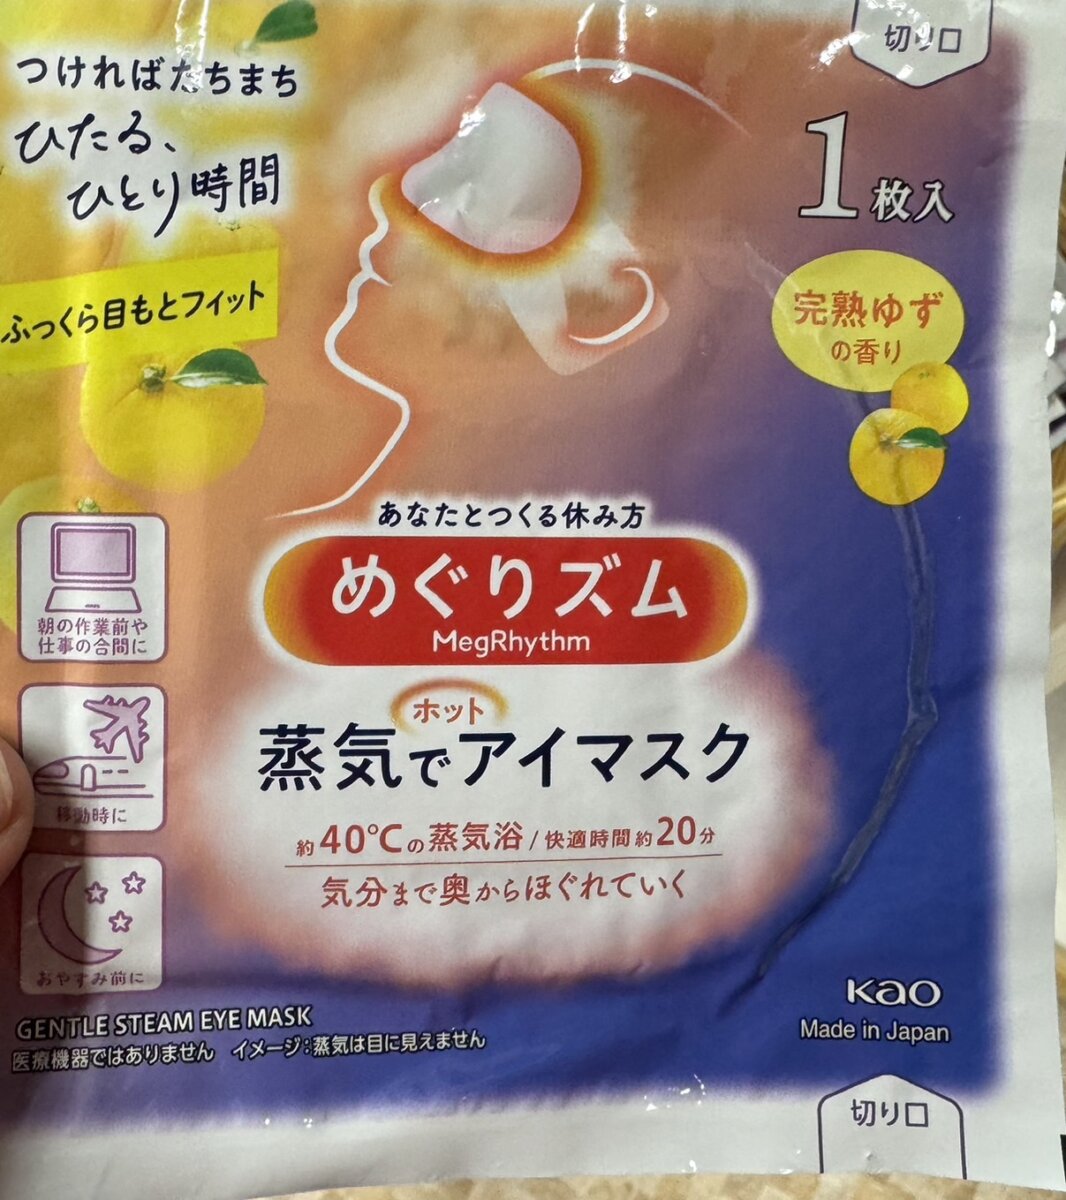 つければたちまち
ひたる、
ひとり時間
ふっくら目もとフィット
切り口
1枚入
完熟ゆず
の香り
あなたとつくる休み方
めぐりズム
MegRhythm
ホット
蒸気でアイマスク
約40℃の蒸気浴/快適時間約20分
気分まで奥からほぐれていく
朝の作業前や
仕事の合間に
移動時に
おやすみ前に
GENTLE STEAM EYE MASK
医療機器ではありません イメージ:蒸気は目に見えません
Kao
Made in Japan
切り口